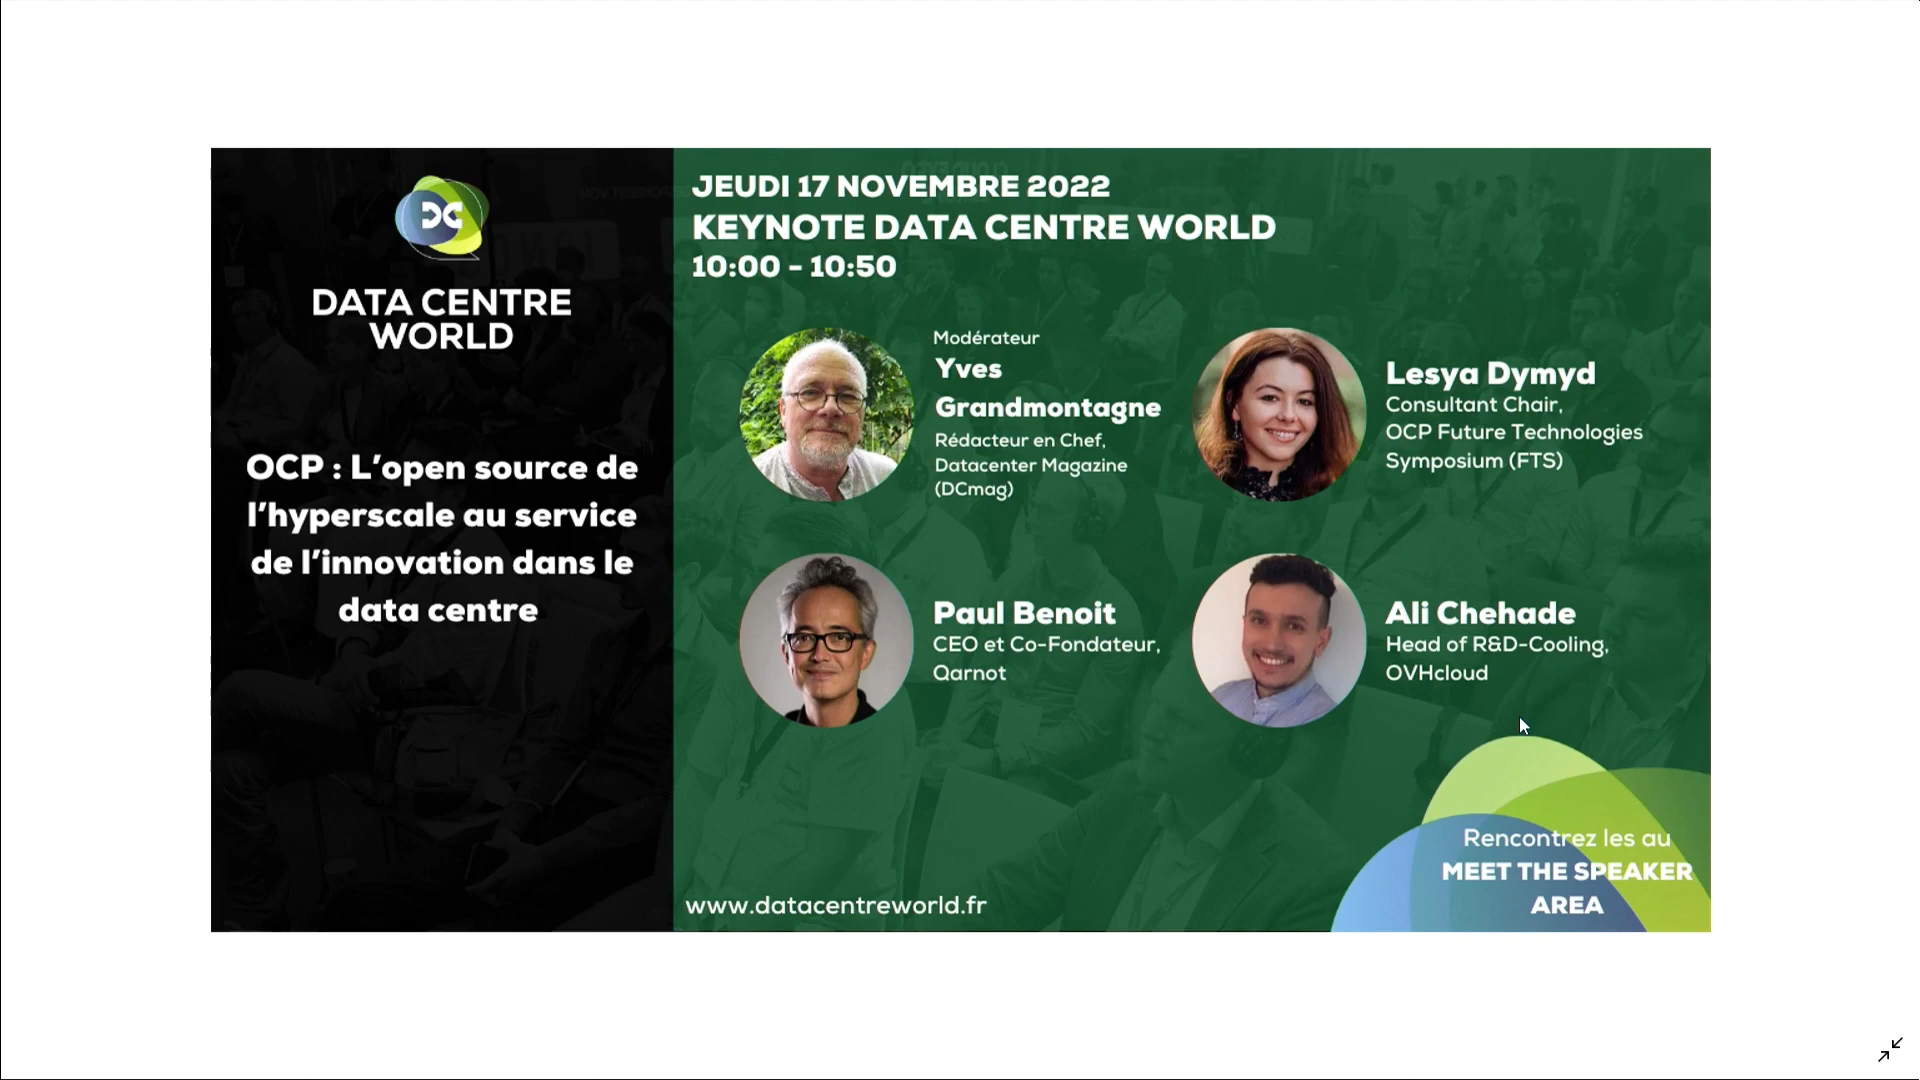 DC
DATA CENTRE
WORLD
OCP : L'open source de
l'hyperscale au service
de l'innovation dans le
data centre
JEUDI 17 NOVEMBRE 2022
KEYNOTE DATA CENTRE WORLD
10:00 - 10:50
Modérateur
Yves
Grandmontagne
Rédacteur en Chef,
Datacenter Magazine
(DCmag)
Lesya Dymyd
Consultant Chair,
OCP Future Technologies
Symposium (FTS)
Paul Benoit
CEO et Co-Fondateur,
Qarnot
Ali Chehade
Head of R&D-Cooling,
OVHcloud
www.datacentreworld.fr
Rencontrez les au
MEET THE SPEAKER
AREA